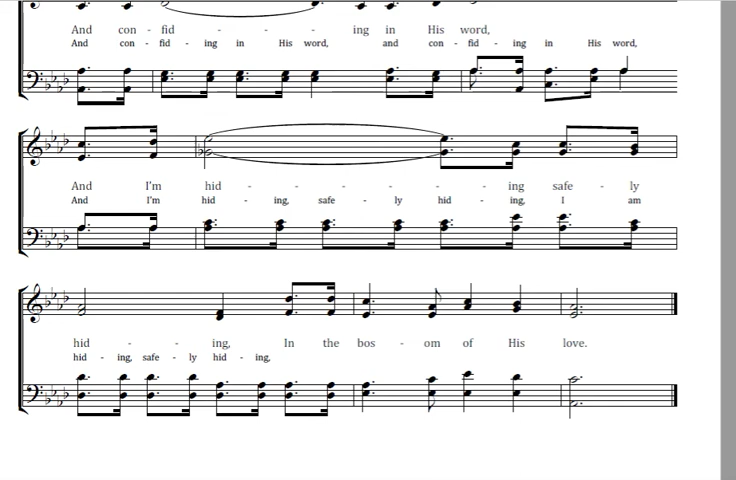 And con - fid - - - ing in His word,
And con - fid - ing in His word, and con - fid - ing in His word,
And I'm hid - - - - - - ing safe - ly
And I'm hid - ing, safe - ly hid - ing, I am
hid - - ing, In the bos - om of His love.
hid - ing, safe - ly hid - ing,